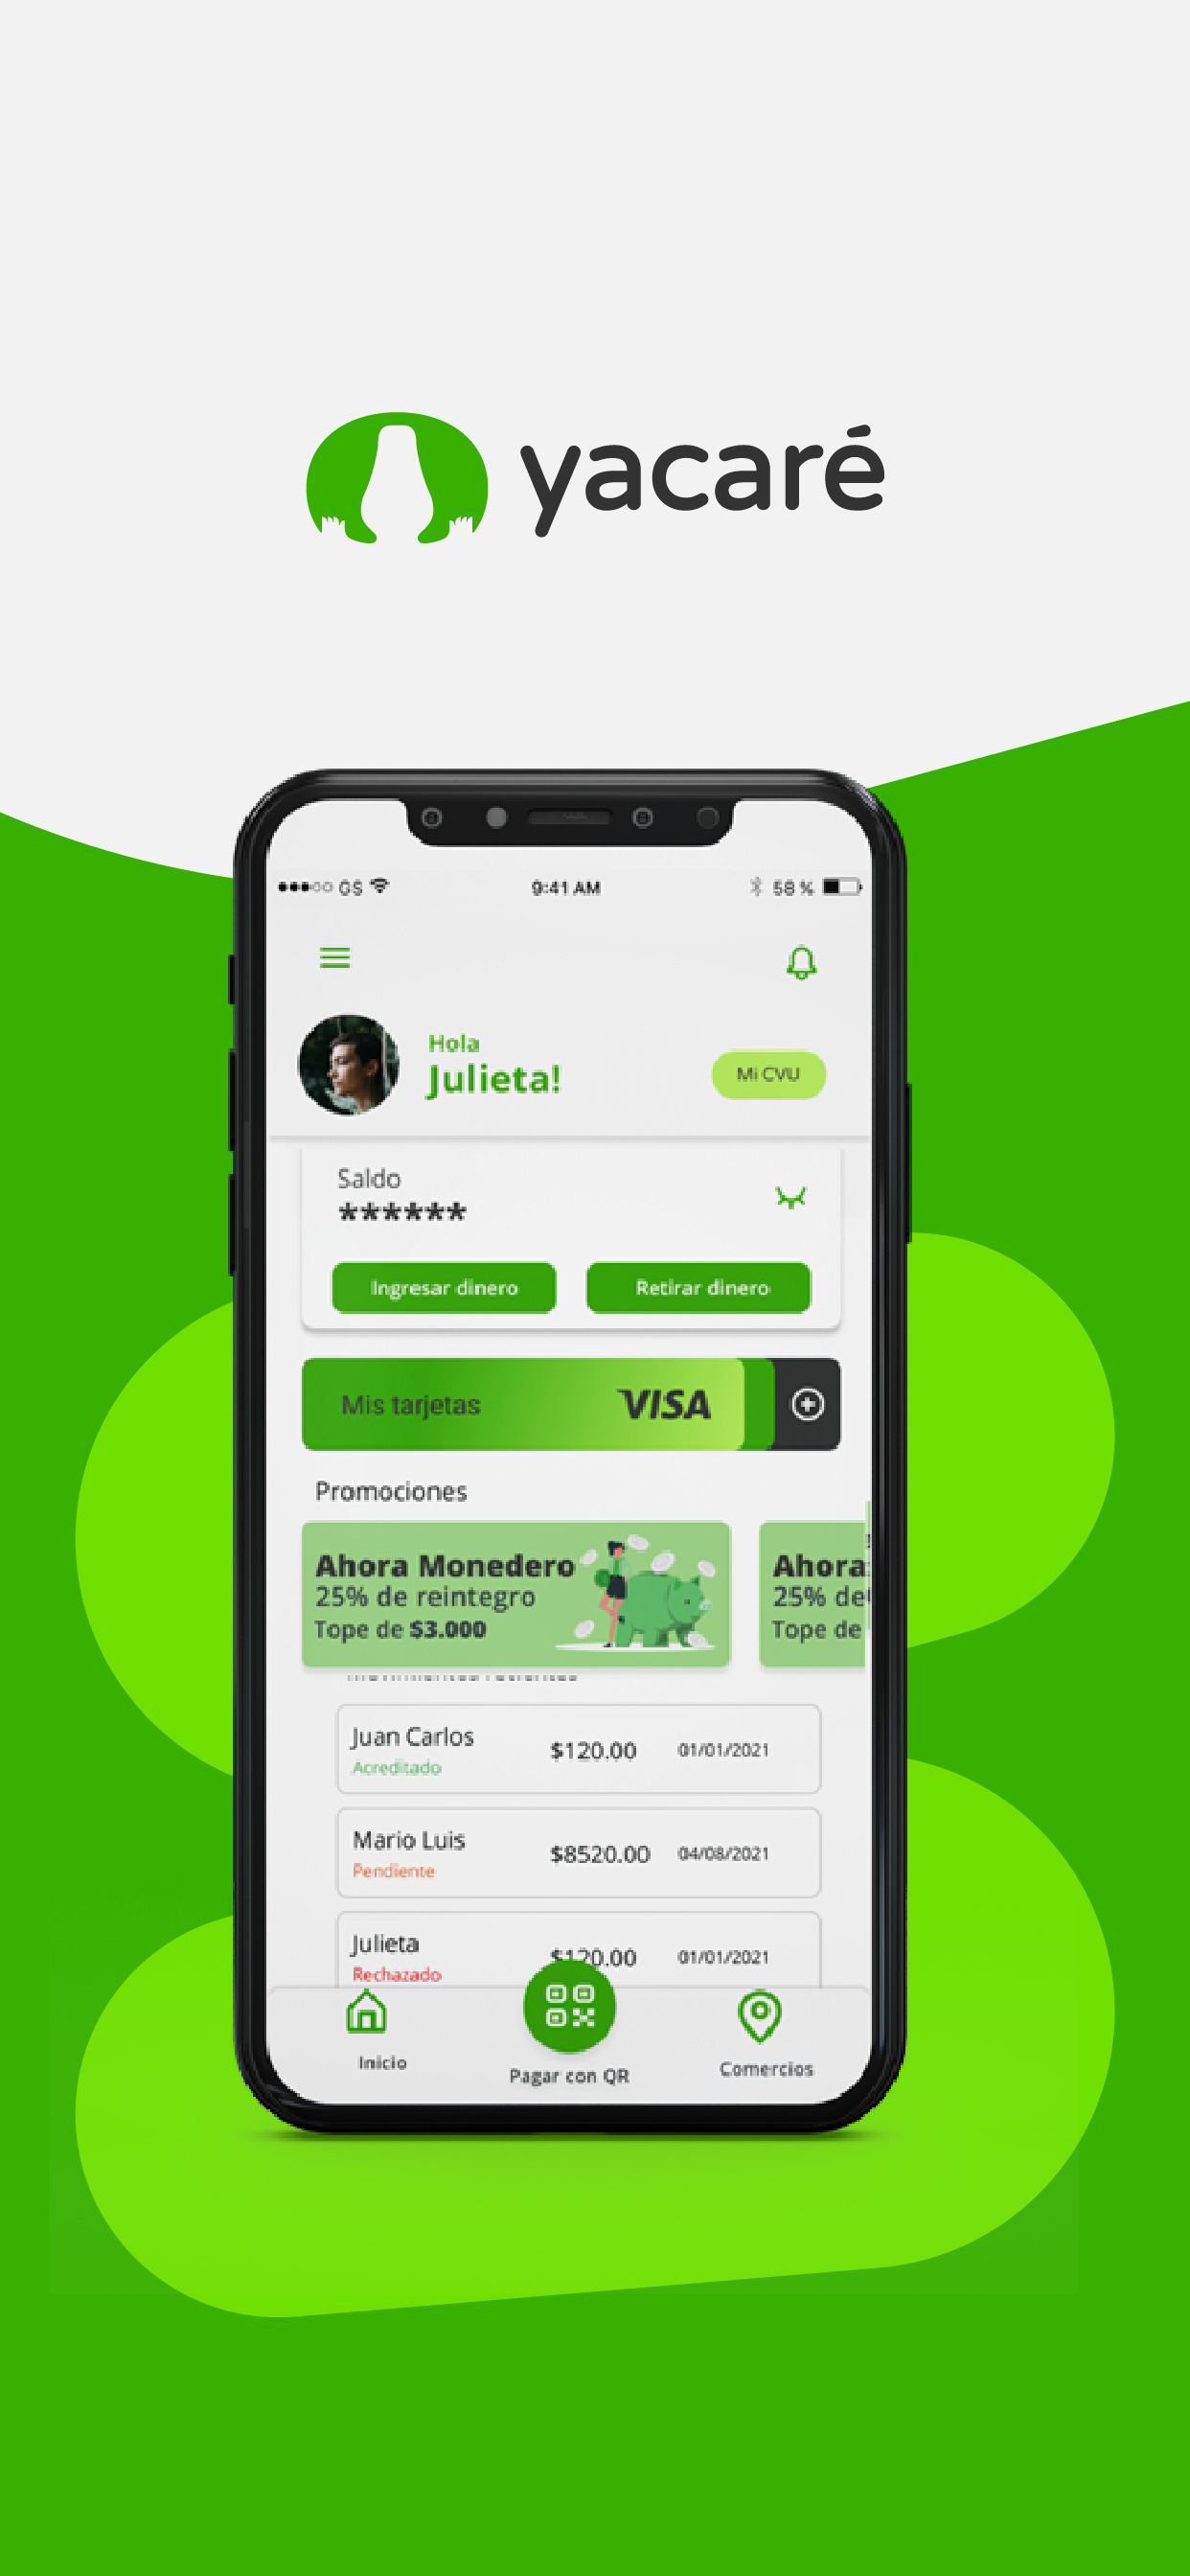 yacaré
GS
9:41 AM
58 %
Hola
Julieta!
Mi CVU
Saldo
******
Ingresar dinero
Retirar dinero
Mis tarjetas
VISA
Promociones
Ahora Monedero
25% de reintegro
Tope de $3.000
Ahora
25% de
Tope de
Juan Carlos
Acreditado
$120.00
01/01/2021
Mario Luis
Pendiente
$8520.00
04/08/2021
Julieta
Rechazado
$120.00
01/01/2021
Inicio
Pagar con QR
Comercios